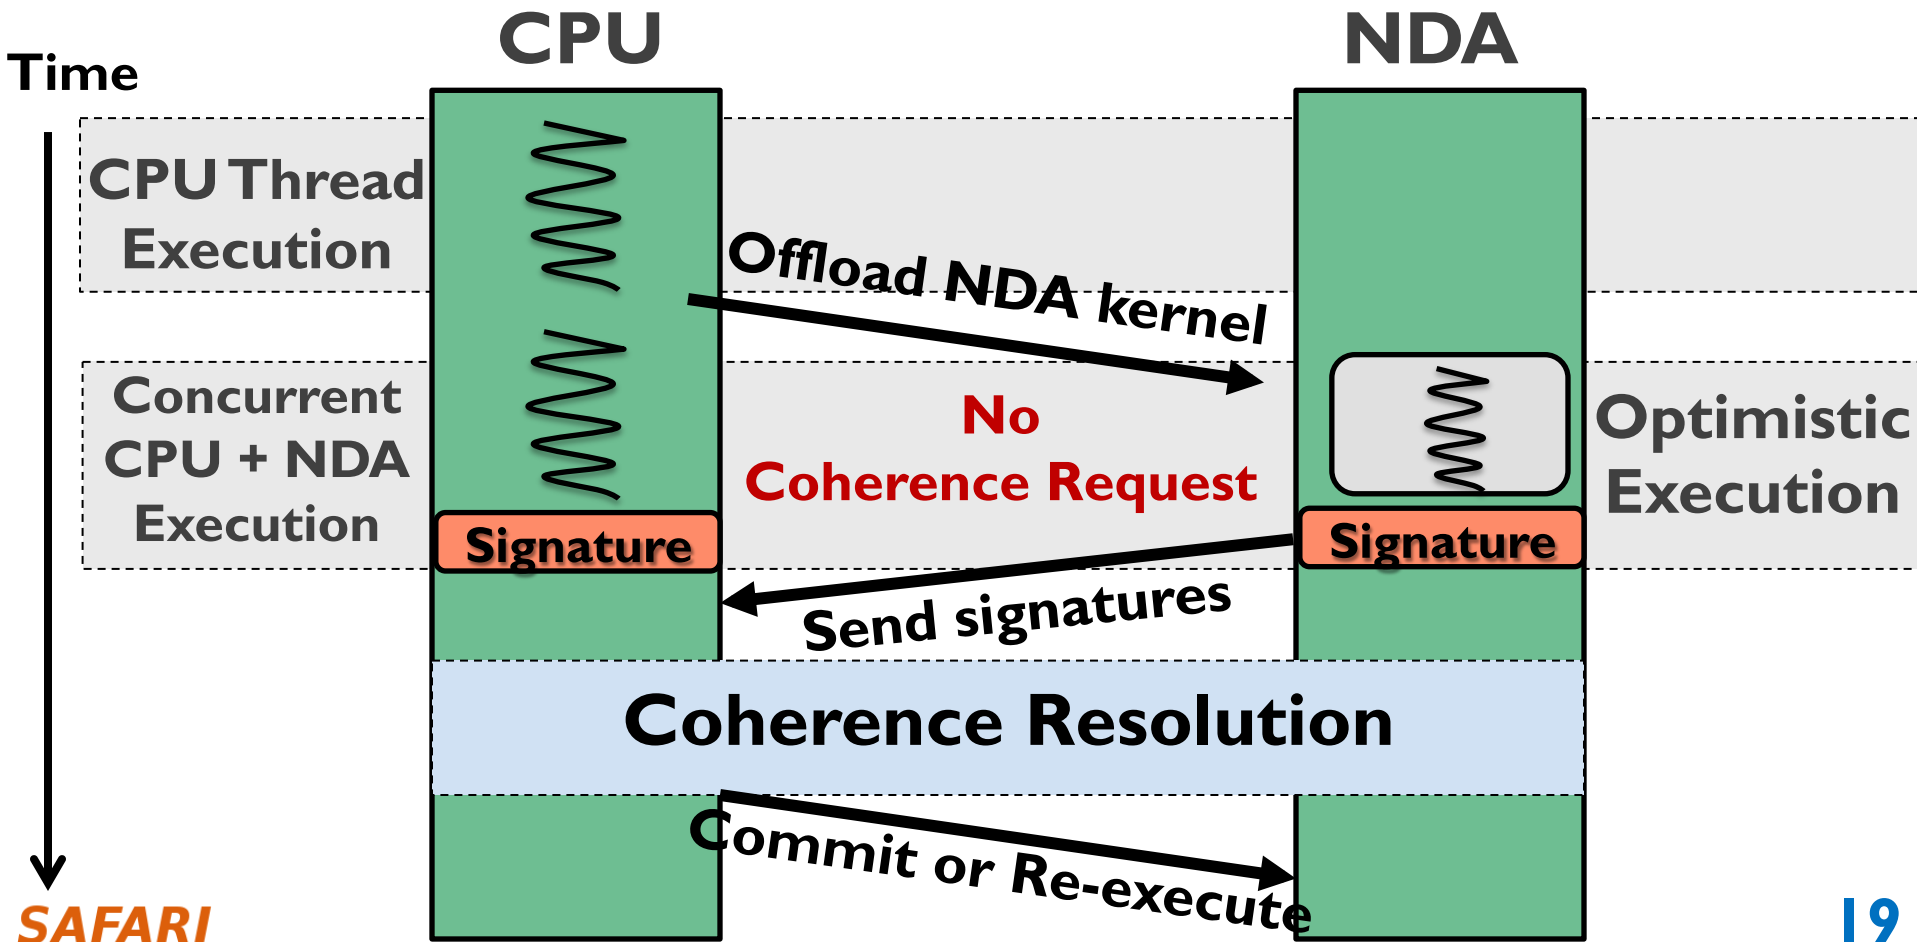 CPU
NDA
Time
CPU Thread
Execution
Offload NDA kernel
Concurrent
CPU + NDA
Execution
No
Coherence Request
Optimistic
Execution
Signature
Signature
Send signatures
Coherence Resolution
Commit or Re-execute
SAFARI
19